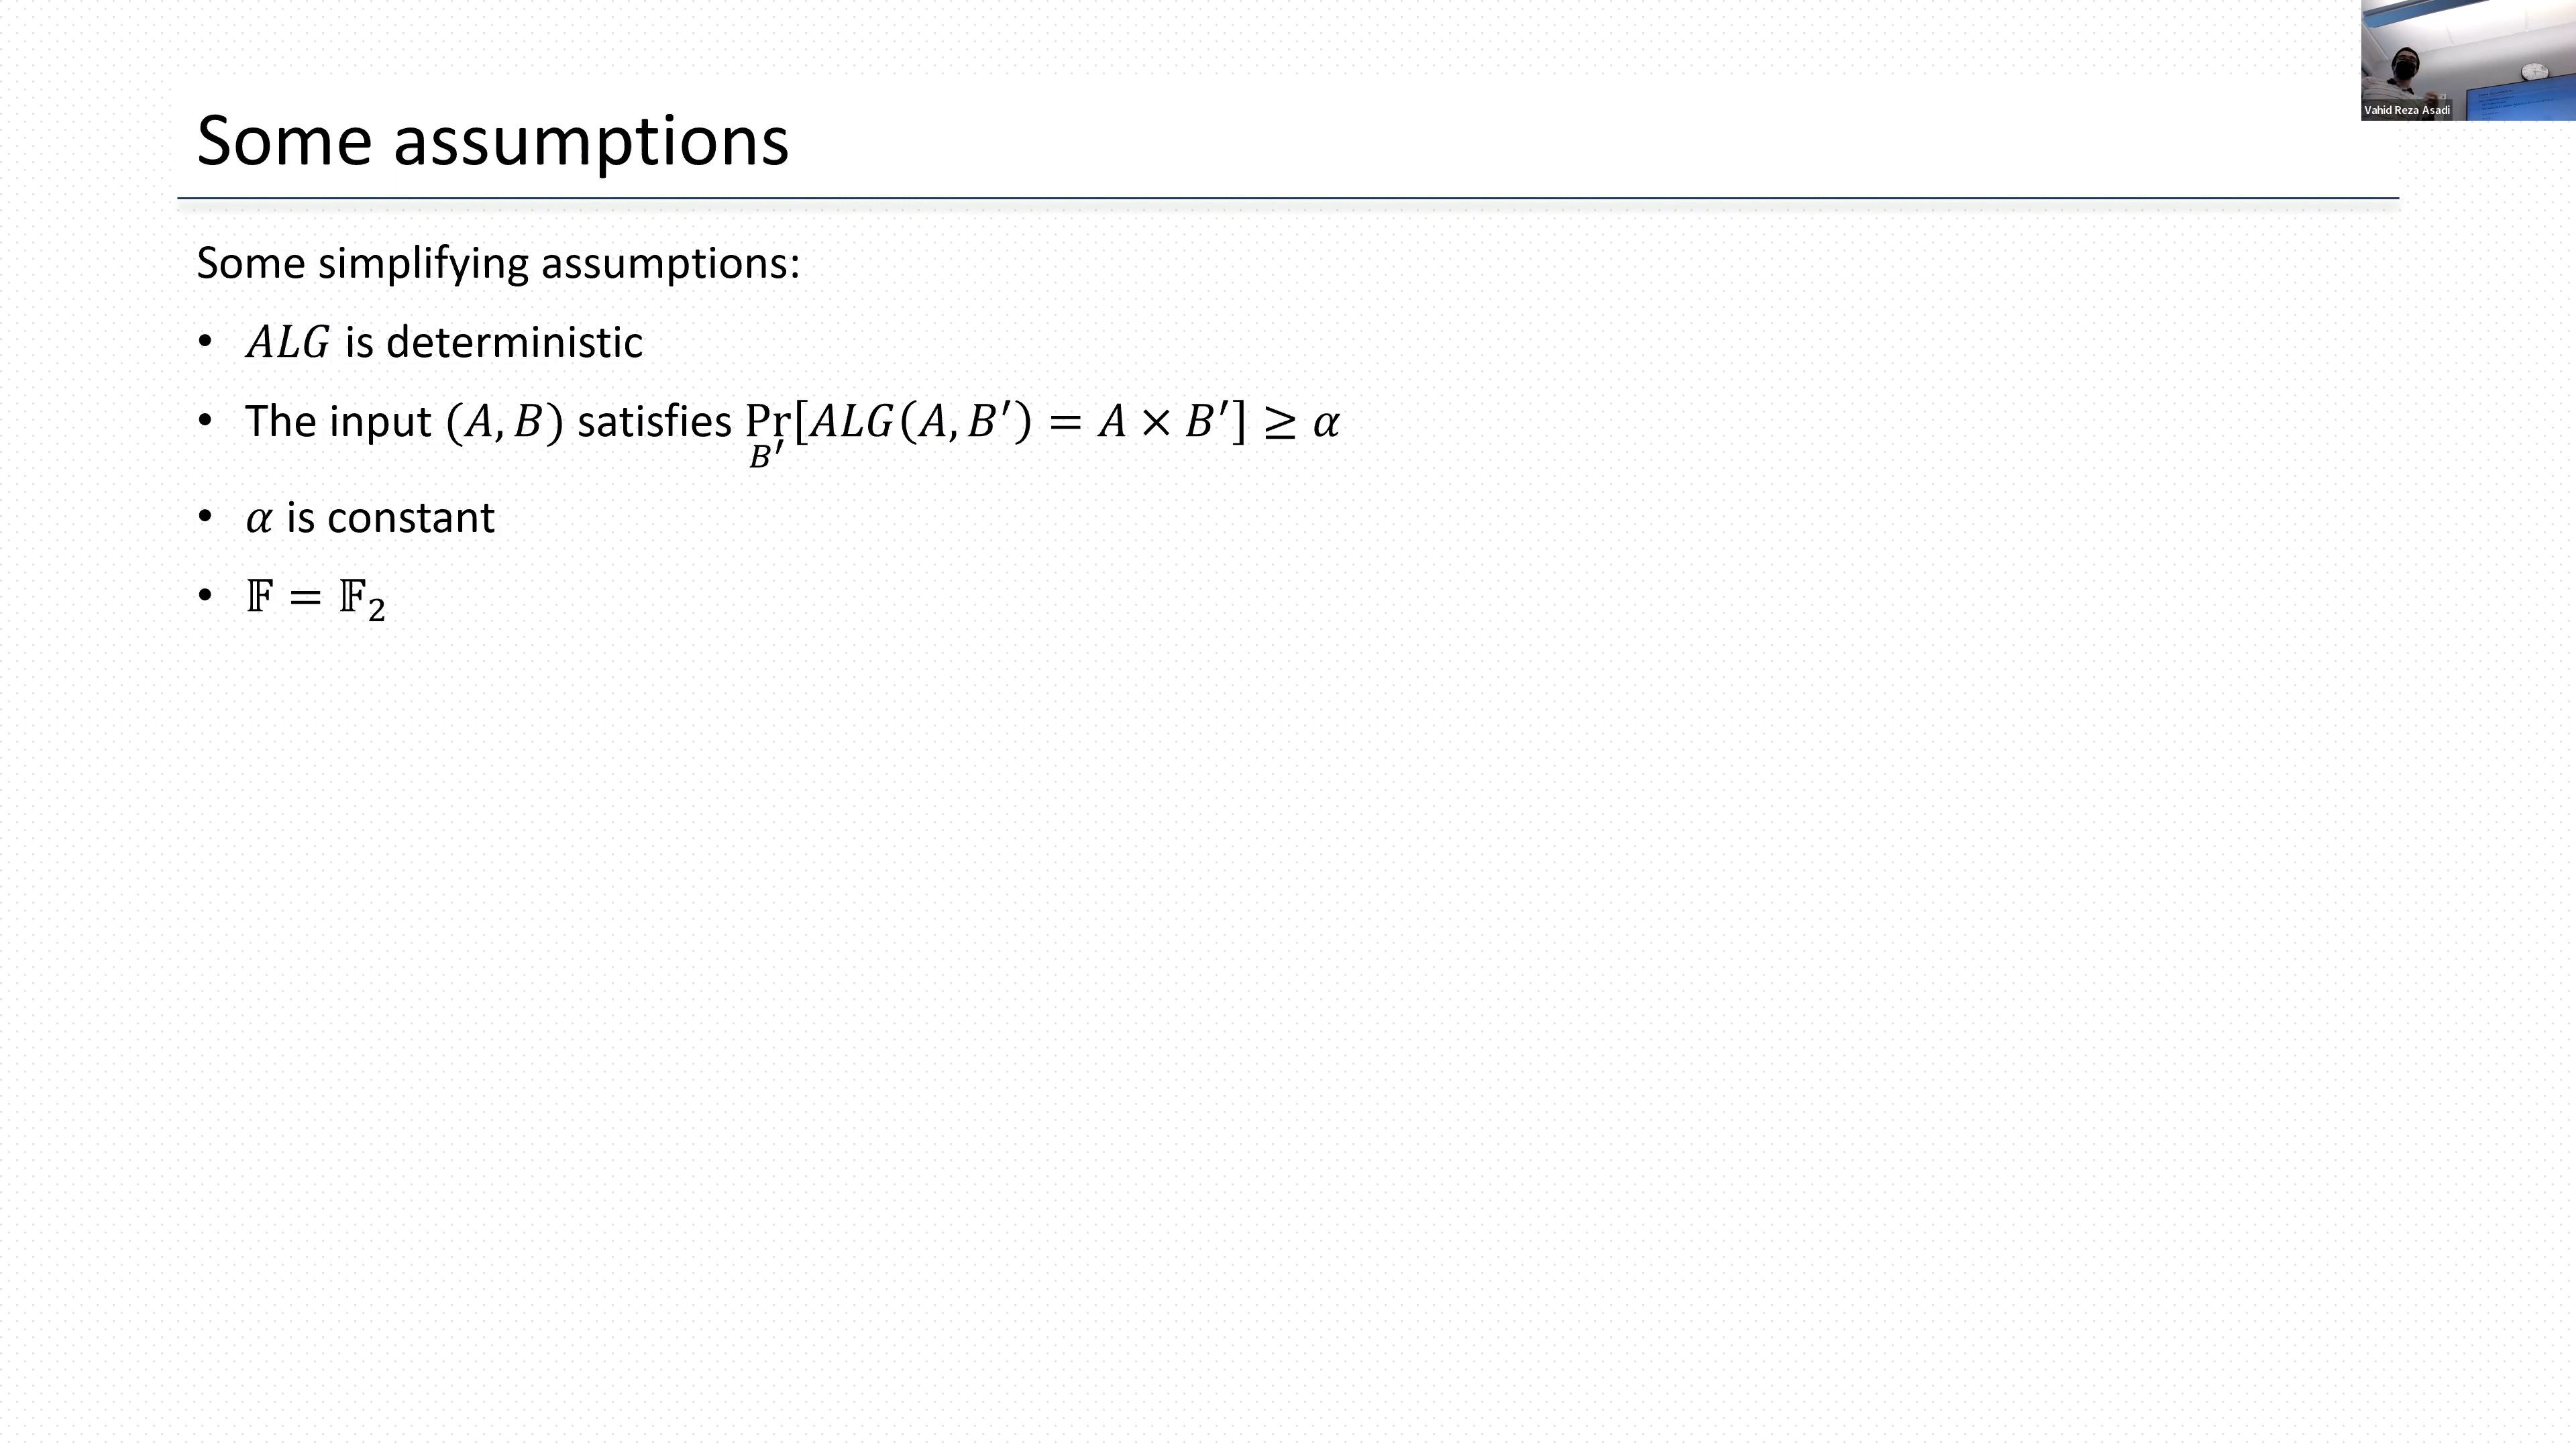 Vahid Reza Asadi
Some assumptions
Some simplifying assumptions:
• 𝐴𝐿𝐺 is deterministic
• The input (𝐴, 𝐵) satisfies Pr[𝐴𝐿𝐺(𝐴, 𝐵′) = 𝐴 × 𝐵′] ≥ 𝛼
𝐵′
• 𝛼 is constant
• 𝔽 = 𝔽₂